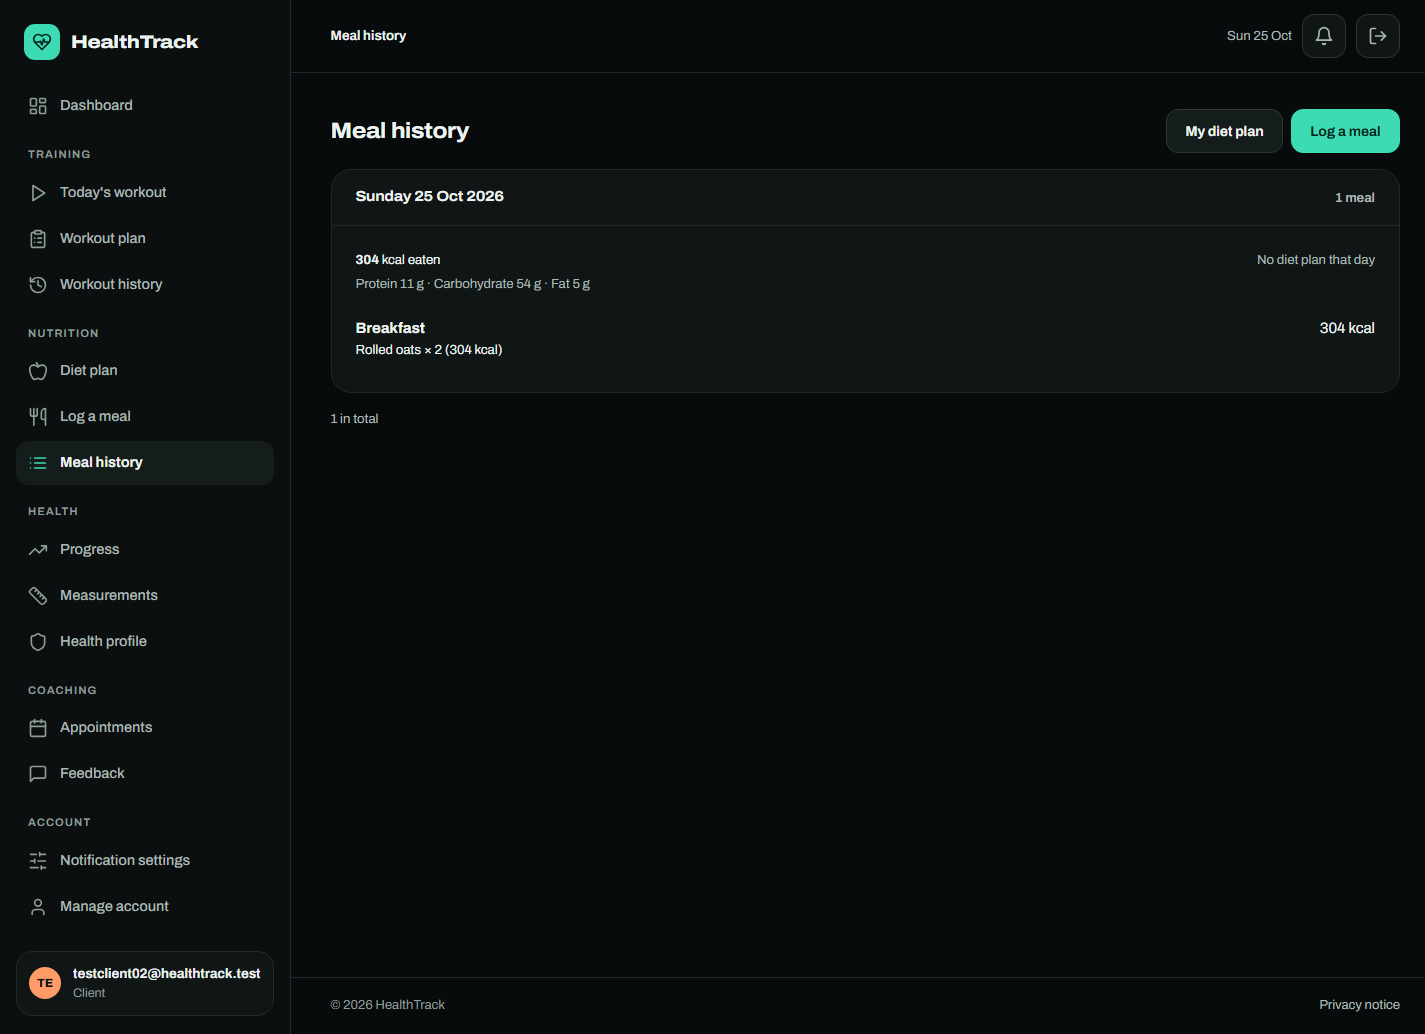 HealthTrack
Dashboard
TRAINING
Today's workout
Workout plan
Workout history
NUTRITION
Diet plan
Log a meal
Meal history
HEALTH
Progress
Measurements
Health profile
COACHING
Appointments
Feedback
ACCOUNT
Notification settings
Manage account
TE
testclient02@healthtrack.test
Client
Meal history
Sun 25 Oct
Meal history
My diet plan
Log a meal
Sunday 25 Oct 2026
1 meal
304 kcal eaten
No diet plan that day
Protein 11 g · Carbohydrate 54 g · Fat 5 g
Breakfast
304 kcal
Rolled oats × 2 (304 kcal)
1 in total
© 2026 HealthTrack
Privacy notice